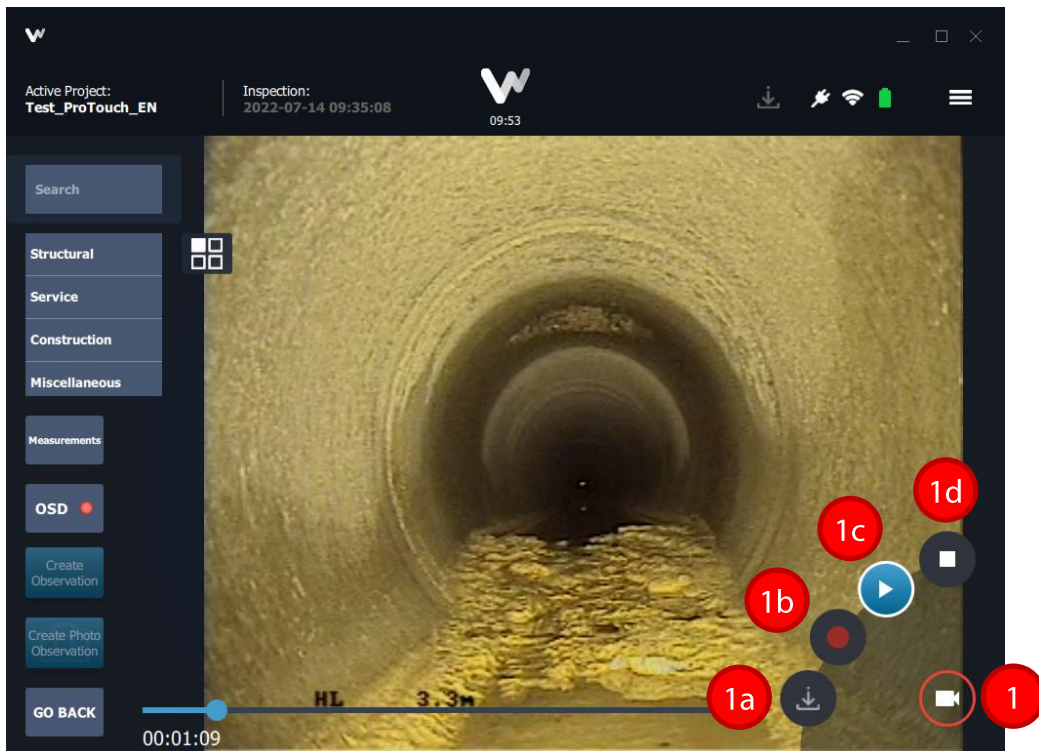 Active Project:
Test_ProTouch_EN
Inspection:
2022-07-14 09:35:08
09:53
Search
Structural
Service
Construction
Miscellaneous
Measurements
OSD
Create
Observation
Create Photo
Observation
GO BACK
00:01:09
HL 3.3m
1d
1c
1b
1a
1